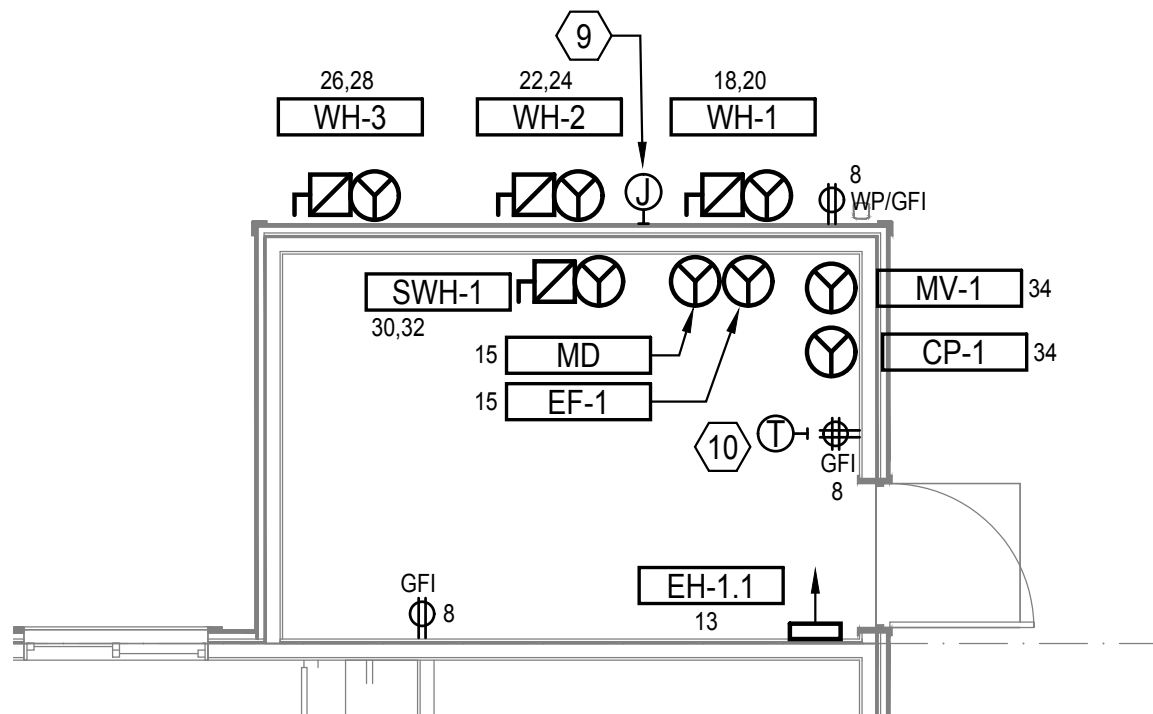 9
26,28
22,24
18,20
WH-3
WH-2
WH-1
8
WP/GFI
J
SWH-1
30,32
MV-1
34
15
MD
CP-1
34
15
EF-1
10
T
GFI
8
GFI
8
EH-1.1
13